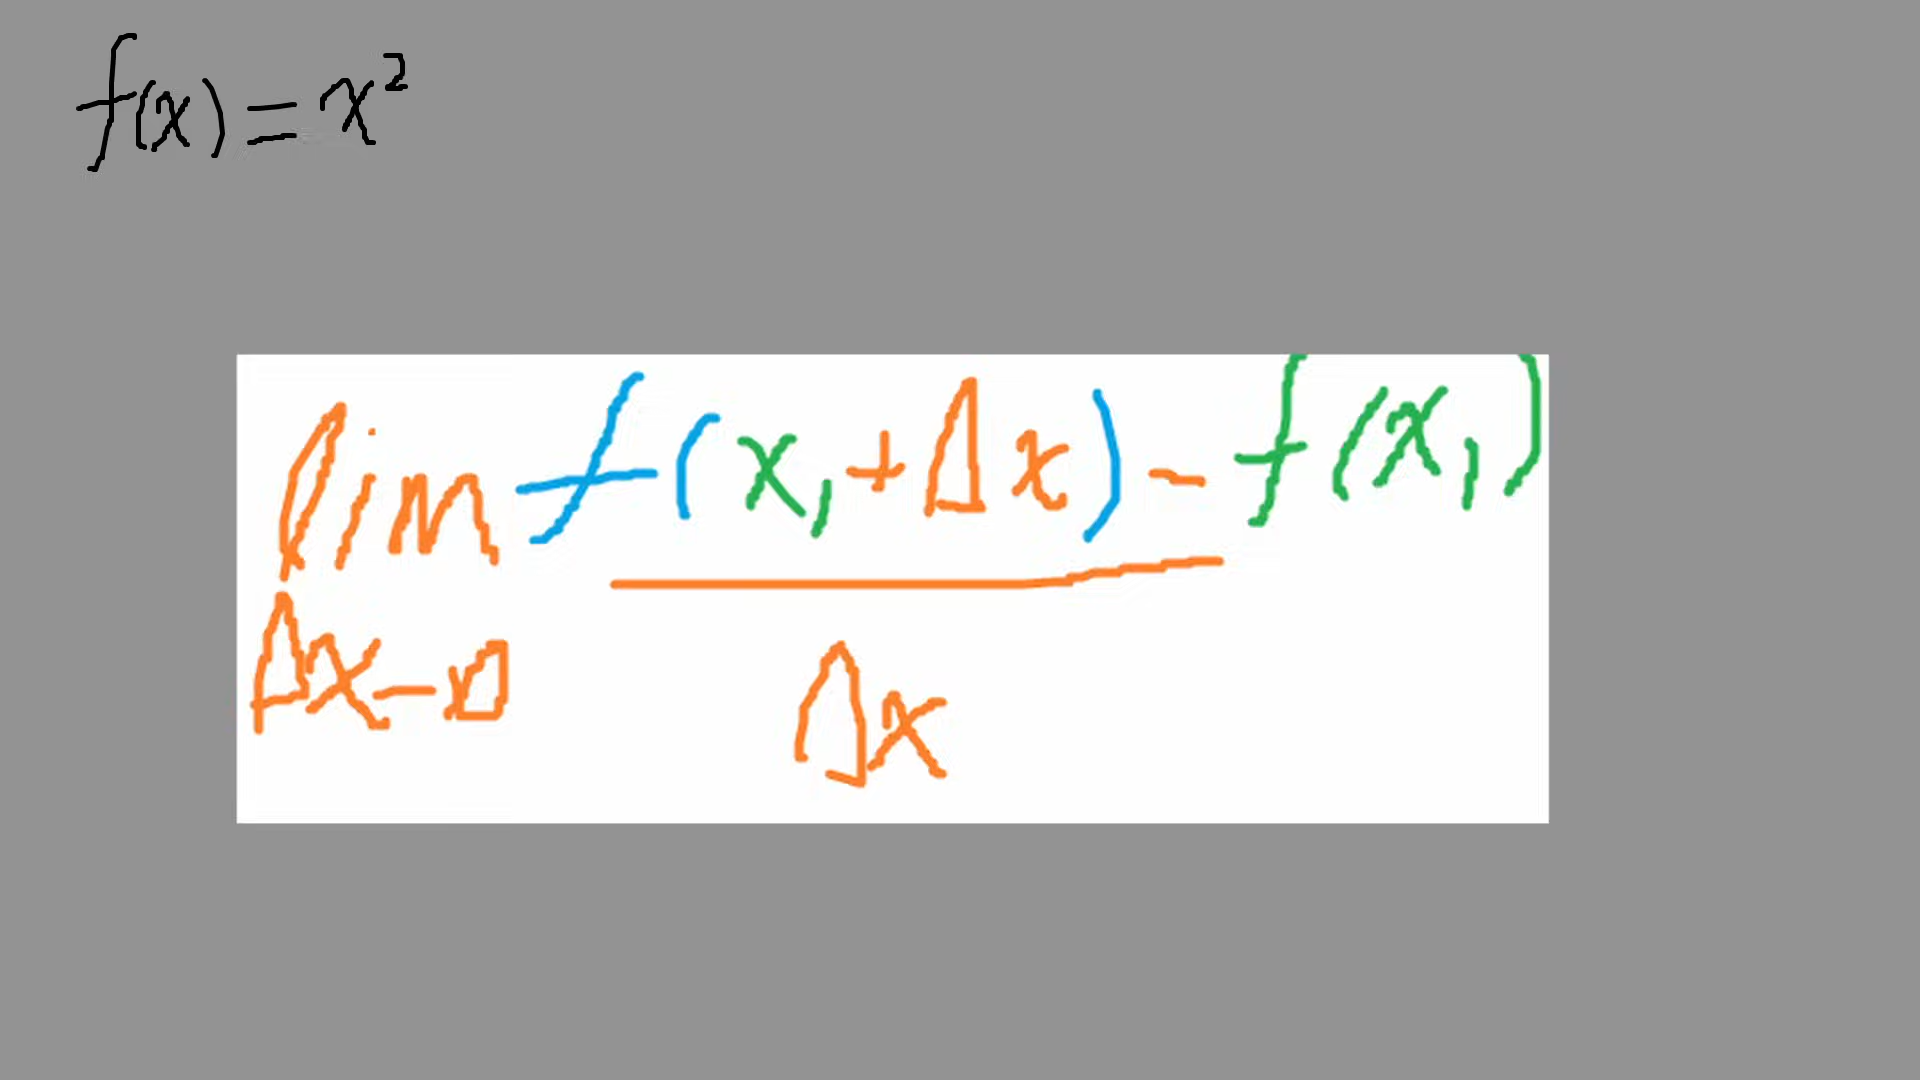 f(x) = x²
lim f(x₁+Δx) - f(x₁)
Δx→0 Δx